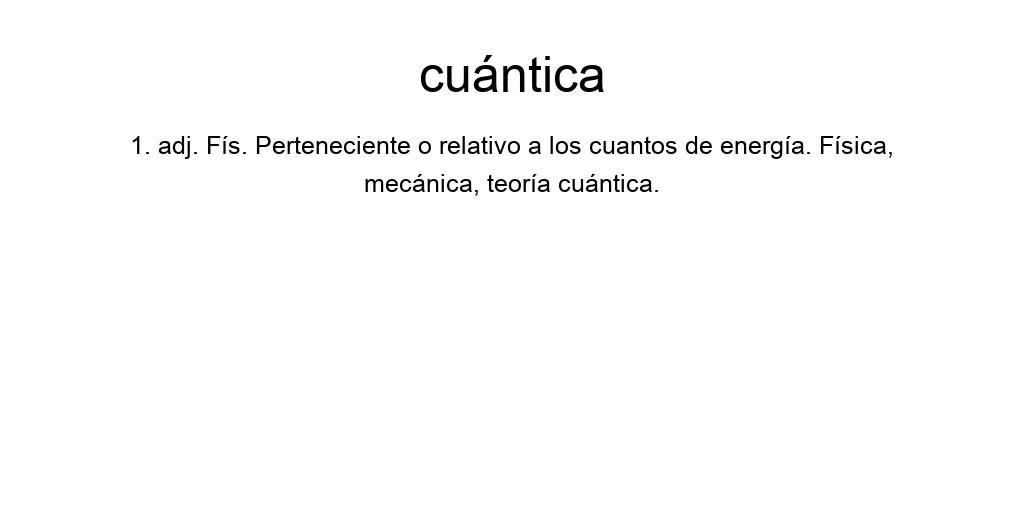 cuántica
1. adj. Fís. Perteneciente o relativo a los cuantos de energía. Física,
mecánica, teoría cuántica.